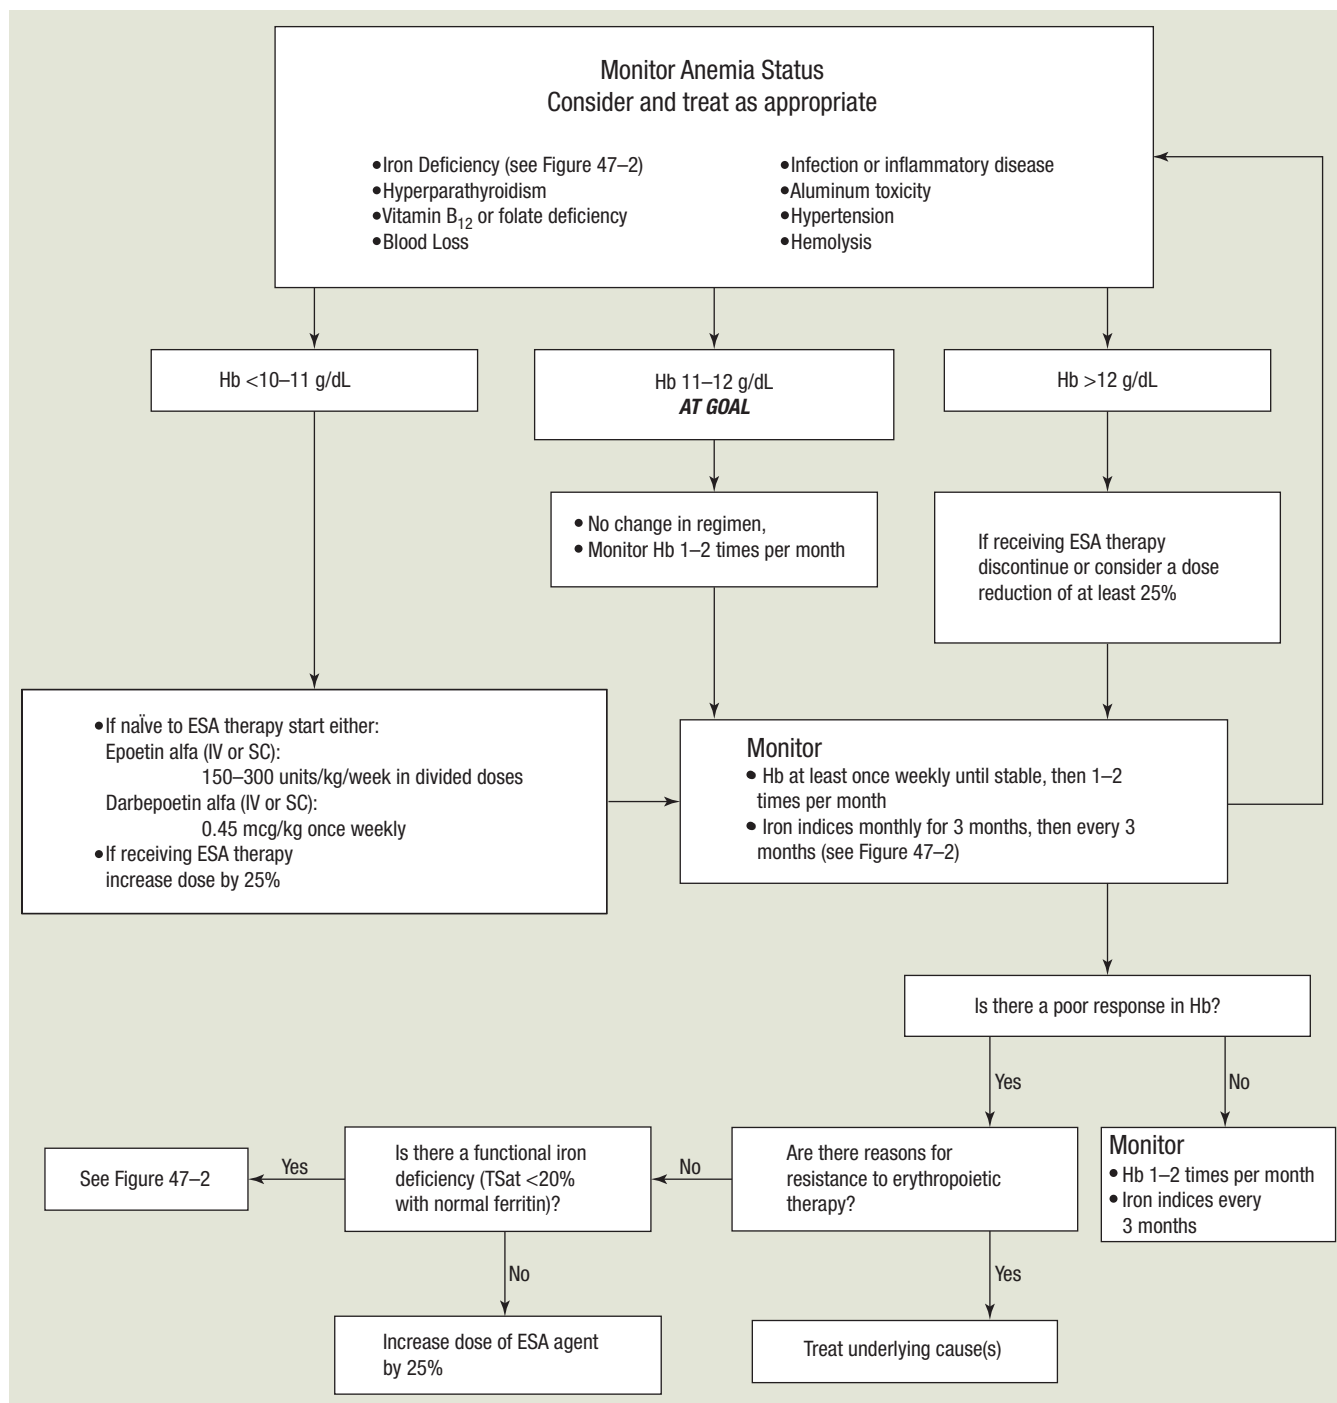 Monitor Anemia Status
Consider and treat as appropriate
•Iron Deficiency (see Figure 47–2)
•Hyperparathyroidism
•Vitamin B12 or folate deficiency
•Blood Loss
•Infection or inflammatory disease
•Aluminum toxicity
•Hypertension
•Hemolysis
Hb <10–11 g/dL
Hb 11–12 g/dL
AT GOAL
Hb >12 g/dL
• No change in regimen,
• Monitor Hb 1–2 times per month
If receiving ESA therapy
discontinue or consider a dose
reduction of at least 25%
•If naÏve to ESA therapy start either:
Epoetin alfa (IV or SC):
150–300 units/kg/week in divided doses
Darbepoetin alfa (IV or SC):
0.45 mcg/kg once weekly
•If receiving ESA therapy
increase dose by 25%
Monitor
• Hb at least once weekly until stable, then 1–2
times per month
• Iron indices monthly for 3 months, then every 3
months (see Figure 47–2)
Is there a poor response in Hb?
Yes
No
See Figure 47–2
Yes
Is there a functional iron
deficiency (TSat <20%
with normal ferritin)?
No
Are there reasons for
resistance to erythropoietic
therapy?
Monitor
• Hb 1–2 times per month
• Iron indices every
3 months
No
Yes
Increase dose of ESA agent
by 25%
Treat underlying cause(s)